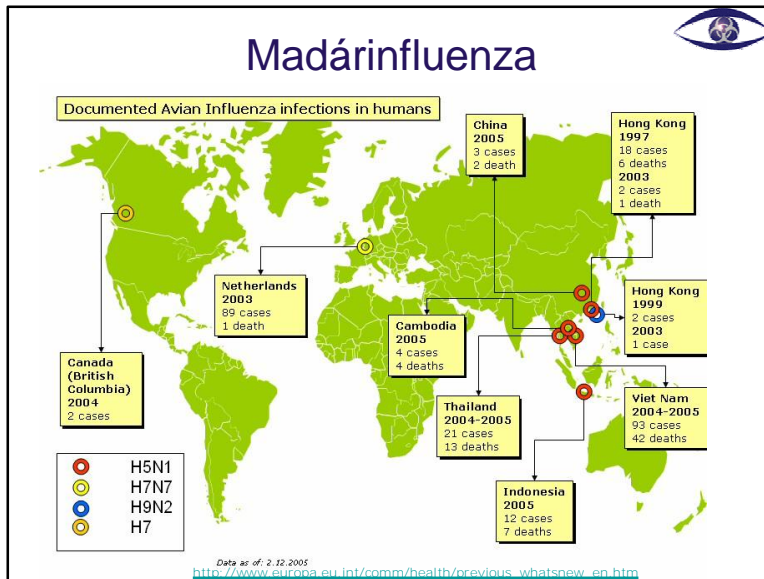 Madárinfluenza
Documented Avian Influenza infections in humans
China
2005
3 cases
2 death
Hong Kong
1997
18 cases
6 deaths
2003
2 cases
1 death
Netherlands
2003
89 cases
1 death
Hong Kong
1999
2 cases
2003
1 case
Cambodia
2005
4 cases
4 deaths
Canada
(British
Columbia)
2004
2 cases
Thailand
2004-2005
21 cases
13 deaths
Viet Nam
2004-2005
93 cases
42 deaths
Indonesia
2005
12 cases
7 deaths
H5N1
H7N7
H9N2
H7
Data as of: 2.12.2005
http://www.europa.eu.int/comm/health/previous_whatsnew_en.htm